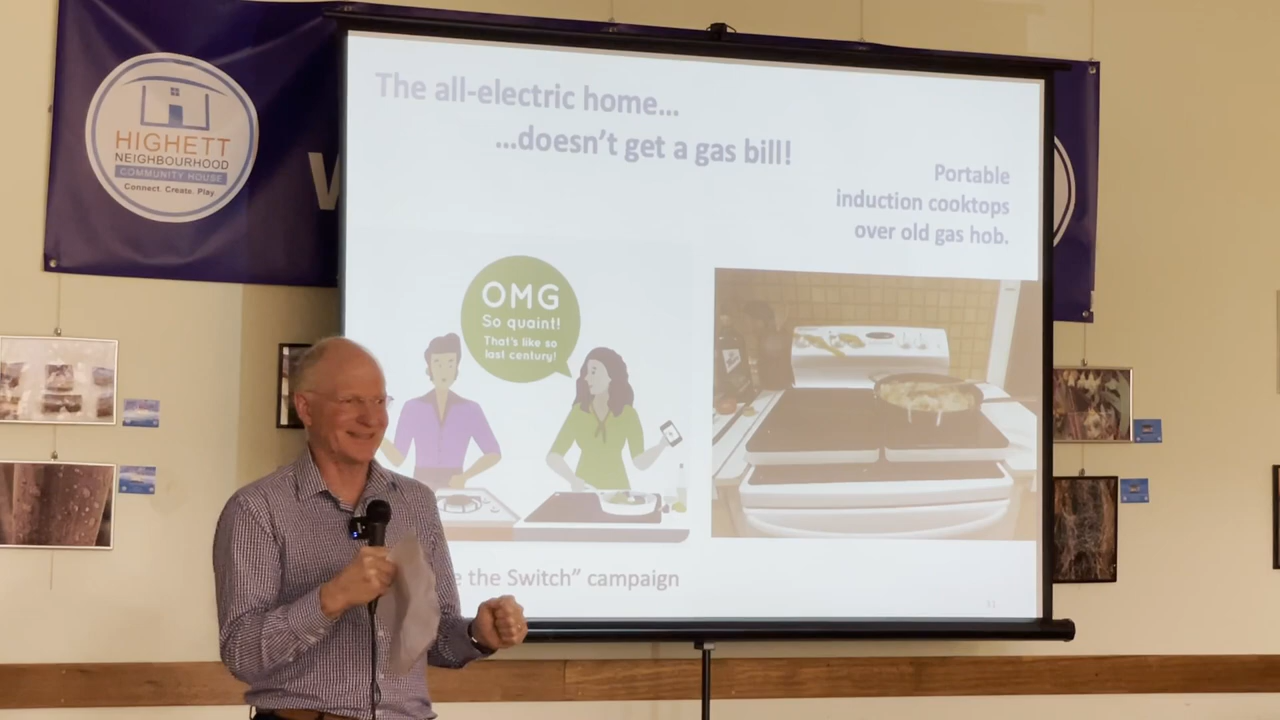 HIGHETT
NEIGHBOURHOOD
COMMUNITY HOUSE
Connect. Create. Play.
The all-electric home...
...doesn't get a gas bill!
Portable
induction cooktops
over old gas hob.
OMG
So quaint!
That's like so
last century!
the Switch" campaign
31